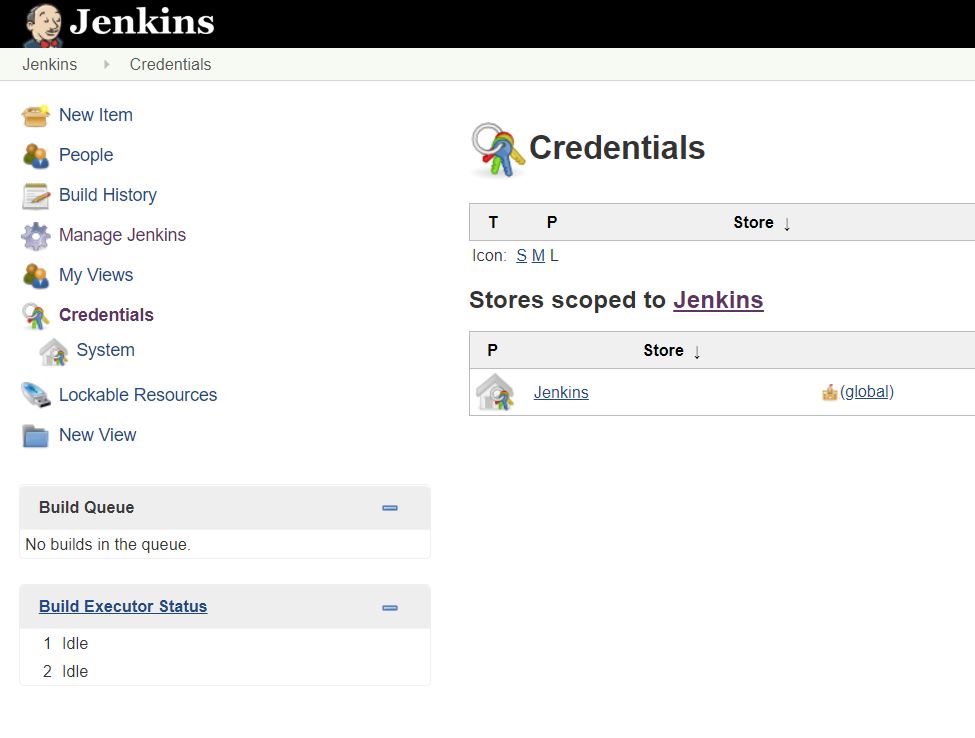 Jenkins
Jenkins Credentials
New Item
People
Build History
Manage Jenkins
My Views
Credentials
System
Lockable Resources
New View
Build Queue
No builds in the queue.
Build Executor Status
1 Idle
2 Idle
Credentials
T P Store ↓
Icon: S M L
Stores scoped to Jenkins
P Store ↓
Jenkins (global)